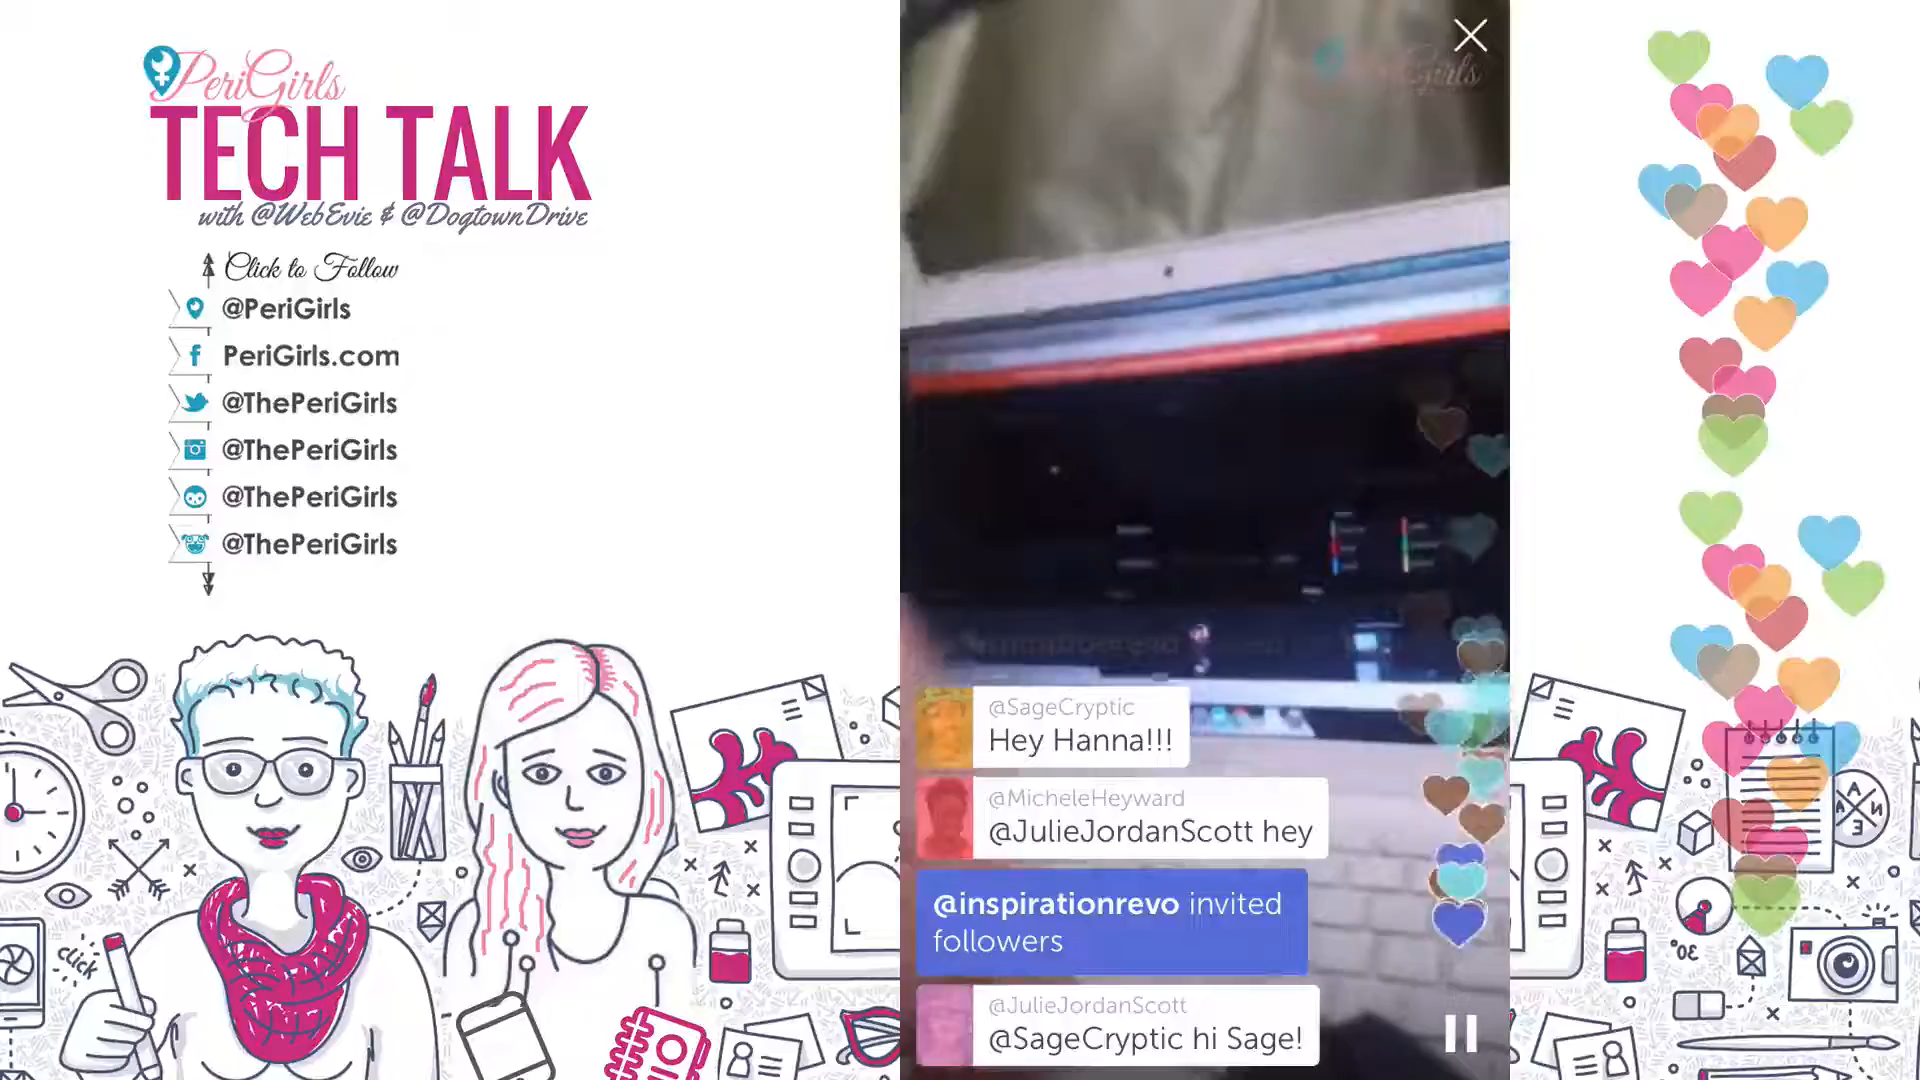 PeriGirls
TECH TALK
with @WebEvie & @DogtownDrive
Click to Follow
@PeriGirls
PeriGirls.com
@ThePeriGirls
@ThePeriGirls
@ThePeriGirls
@ThePeriGirls
click
@SageCryptic
Hey Hanna!!!
@MicheleHeyward
@JulieJordanScott hey
@inspirationrevo invited
followers
@JulieJordanScott
@SageCryptic hi Sage!